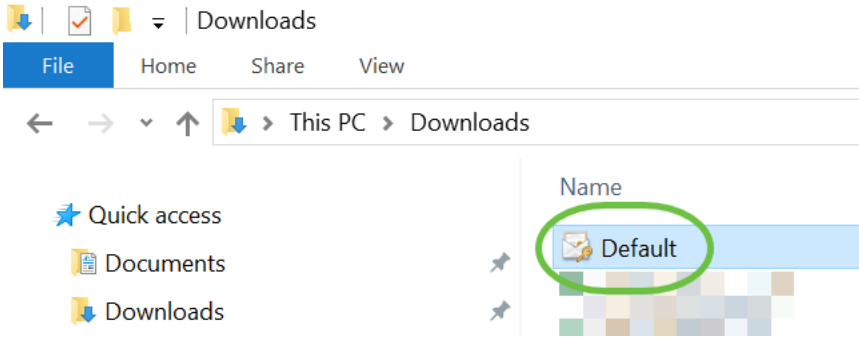 Downloads
File Home Share View
This PC > Downloads
Name
Quick access
Default
Documents
Downloads